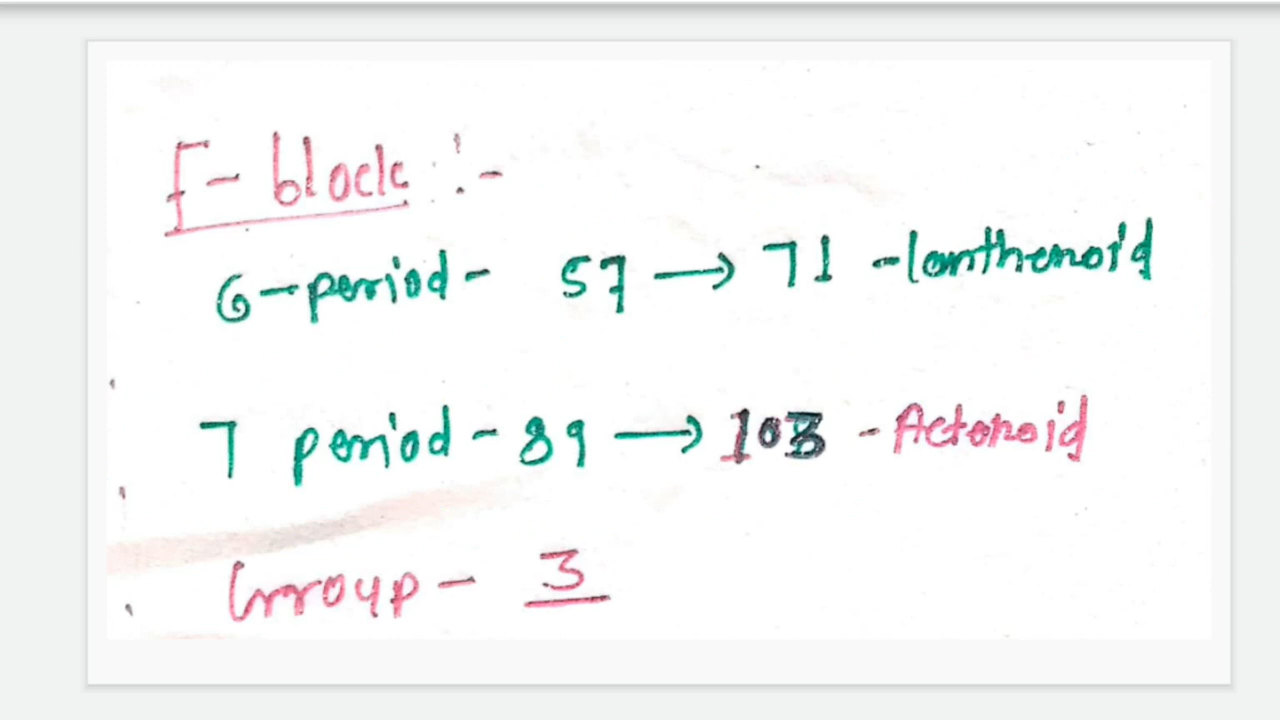 F-block :-
6-period- 57 → 71 -lanthenoid
7 period - 89 → 103 - Actonoid
Group - 3